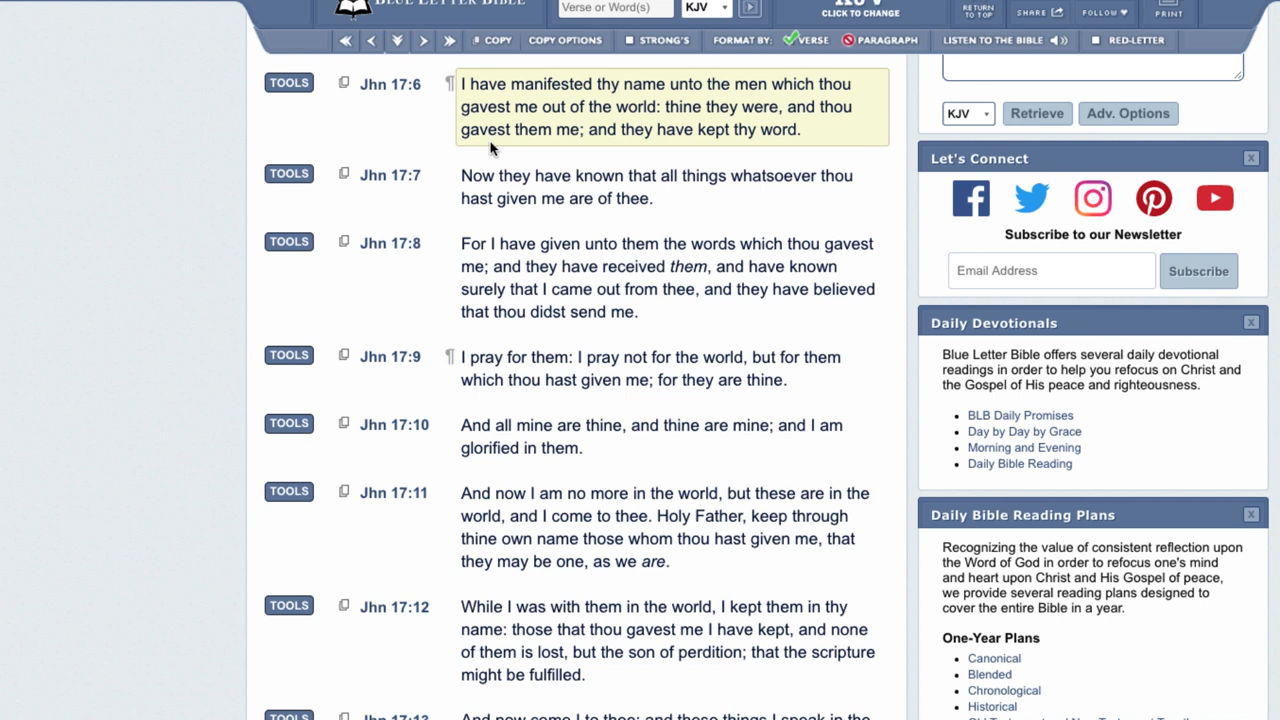 BLUE LETTER BIBLE
Verse or Word(s)
KJV
CLICK TO CHANGE
RETURN
TO TOP
SHARE
FOLLOW
PRINT
COPY
COPY OPTIONS
STRONG'S
FORMAT BY:
VERSE
PARAGRAPH
LISTEN TO THE BIBLE
RED-LETTER
TOOLS
Jhn 17:6
¶ I have manifested thy name unto the men which thou
gavest me out of the world: thine they were, and thou
gavest them me; and they have kept thy word.
TOOLS
Jhn 17:7
Now they have known that all things whatsoever thou
hast given me are of thee.
TOOLS
Jhn 17:8
For I have given unto them the words which thou gavest
me; and they have received them, and have known
surely that I came out from thee, and they have believed
that thou didst send me.
TOOLS
Jhn 17:9
¶ I pray for them: I pray not for the world, but for them
which thou hast given me; for they are thine.
TOOLS
Jhn 17:10
And all mine are thine, and thine are mine; and I am
glorified in them.
TOOLS
Jhn 17:11
And now I am no more in the world, but these are in the
world, and I come to thee. Holy Father, keep through
thine own name those whom thou hast given me, that
they may be one, as we are.
TOOLS
Jhn 17:12
While I was with them in the world, I kept them in thy
name: those that thou gavest me I have kept, and none
of them is lost, but the son of perdition; that the scripture
might be fulfilled.
TOOLS
Jhn 17:13
And now come I to thee; and these things I speak in the
KJV
Retrieve
Adv. Options
Let's Connect
X
Subscribe to our Newsletter
Email Address
Subscribe
Daily Devotionals
X
Blue Letter Bible offers several daily devotional
readings in order to help you refocus on Christ and
the Gospel of His peace and righteousness.
BLB Daily Promises
Day by Day by Grace
Morning and Evening
Daily Bible Reading
Daily Bible Reading Plans
X
Recognizing the value of consistent reflection upon
the Word of God in order to refocus one's mind
and heart upon Christ and His Gospel of peace,
we provide several reading plans designed to
cover the entire Bible in a year.
One-Year Plans
Canonical
Blended
Chronological
Historical